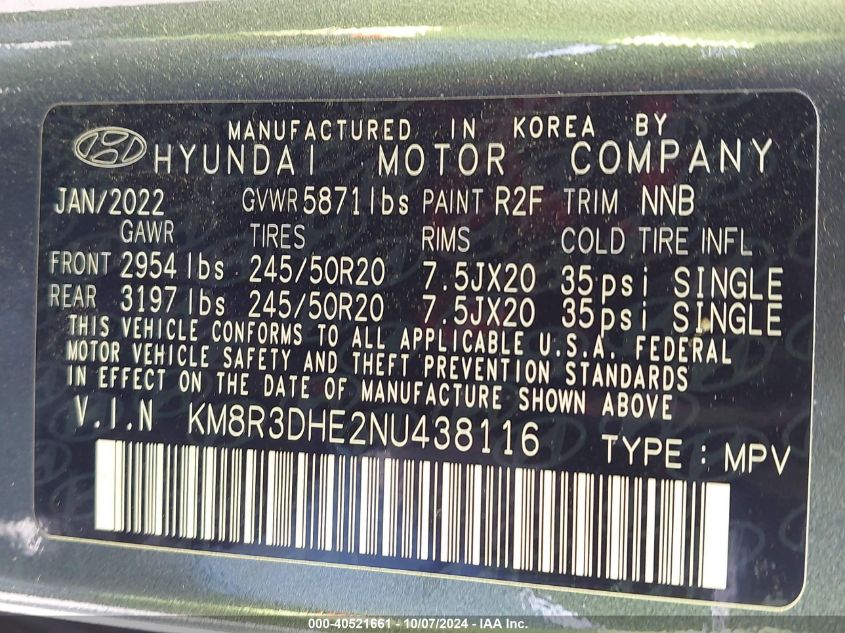 MANUFACTURED IN KOREA BY
HYUNDAI MOTOR COMPANY
JAN/2022 GVWR 5871lbs PAINT R2F TRIM NNB
GAWR TIRES RIMS COLD TIRE INFL
FRONT 2954lbs 245/50R20 7.5JX20 35psi SINGLE
REAR 3197lbs 245/50R20 7.5JX20 35psi SINGLE
THIS VEHICLE CONFORMS TO ALL APPLICABLE U.S.A. FEDERAL
MOTOR VEHICLE SAFETY AND THEFT PREVENTION STANDARDS
IN EFFECT ON THE DATE OF MANUFACTURE SHOWN ABOVE
V.I.N KM8R3DHE2NU438116 TYPE : MPV
000-40521661 - 10/07/2024 - IAA Inc.